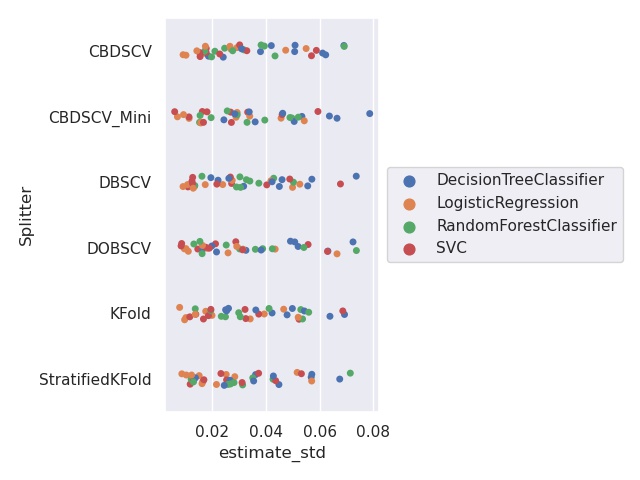 CBDSCV
CBDSCV_Mini
DBSCV
DOBSCV
KFold
StratifiedKFold
Splitter
0.02 0.04 0.06 0.08
estimate_std
DecisionTreeClassifier
LogisticRegression
RandomForestClassifier
SVC